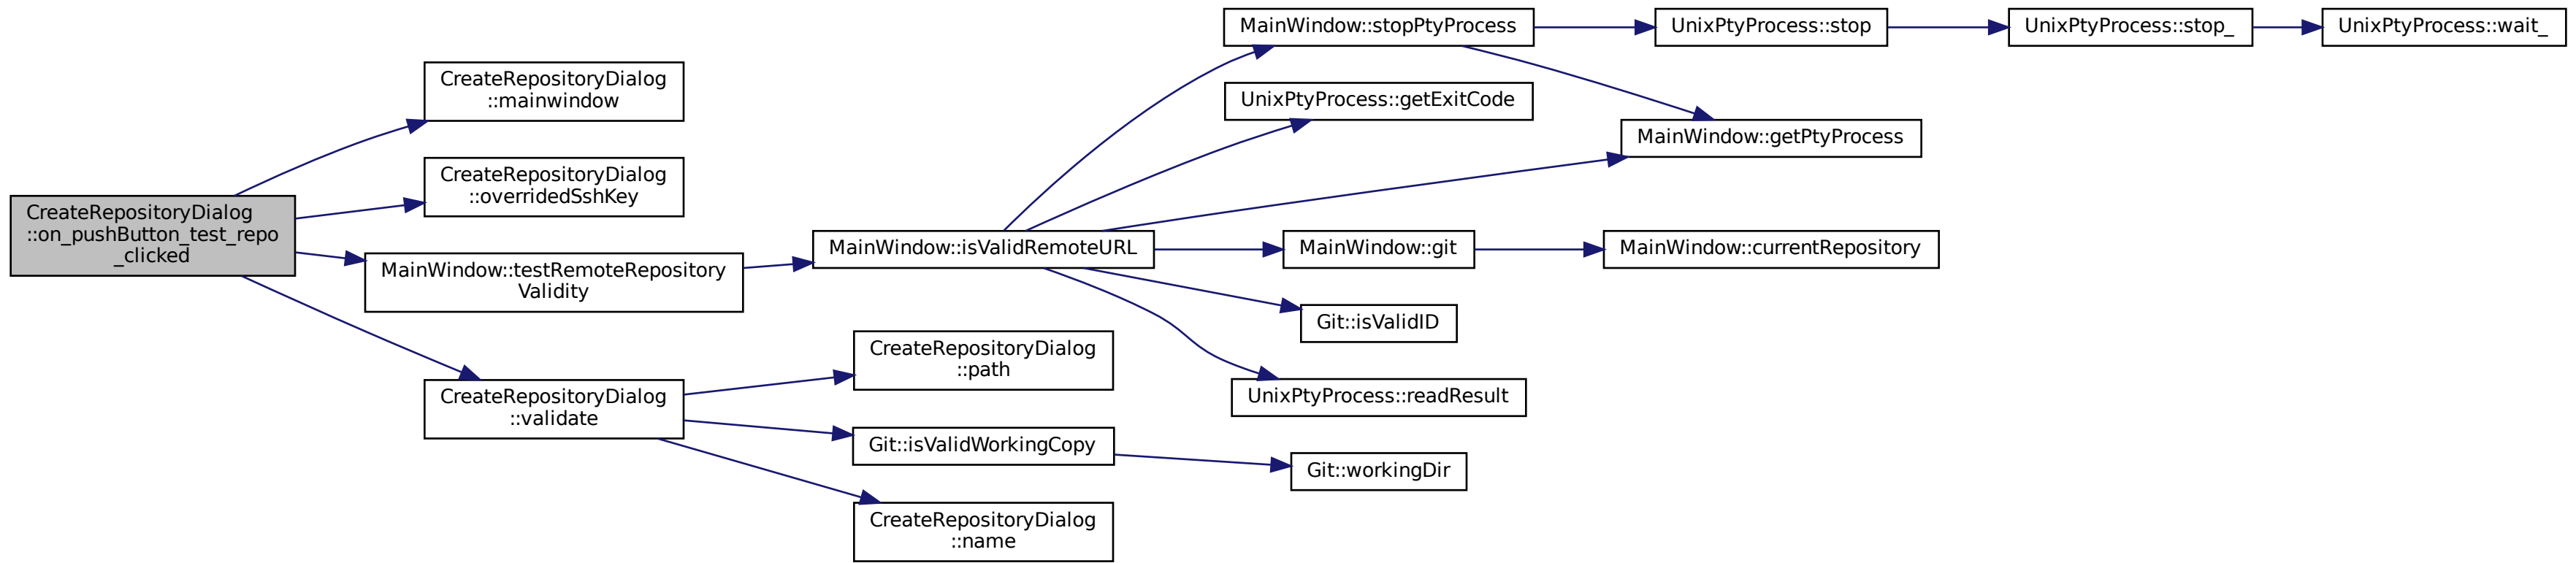 CreateRepositoryDialog
::on_pushButton_test_repo
_clicked
CreateRepositoryDialog
::mainwindow
CreateRepositoryDialog
::overridedSshKey
MainWindow::testRemoteRepository
Validity
CreateRepositoryDialog
::validate
MainWindow::isValidRemoteURL
CreateRepositoryDialog
::path
Git::isValidWorkingCopy
CreateRepositoryDialog
::name
MainWindow::stopPtyProcess
UnixPtyProcess::getExitCode
MainWindow::git
Git::isValidID
UnixPtyProcess::readResult
Git::workingDir
UnixPtyProcess::stop
MainWindow::getPtyProcess
MainWindow::currentRepository
UnixPtyProcess::stop_
UnixPtyProcess::wait_